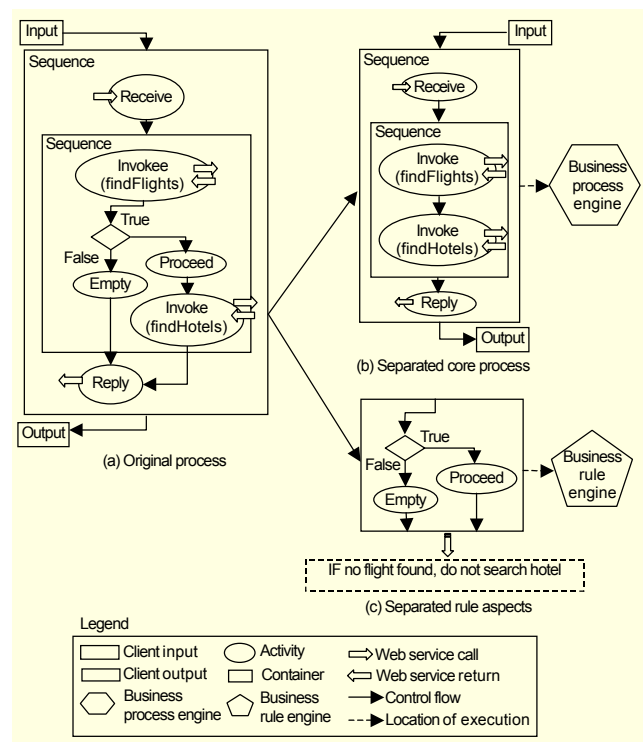 Input
Sequence
Receive
Sequence
Invokee
(findFlights)
True
False
Empty
Proceed
Invoke
(findHotels)
Reply
Output
(a) Original process
Input
Sequence
Receive
Sequence
Invoke
(findFlights)
Invoke
(findHotels)
Reply
Output
(b) Separated core process
Business
process
engine
True
False
Empty
Proceed
Business
rule
engine
IF no flight found, do not search hotel
(c) Separated rule aspects
Legend
Client input
Activity
Web service call
Client output
Container
Web service return
Business
process engine
Business
rule engine
Control flow
Location of execution